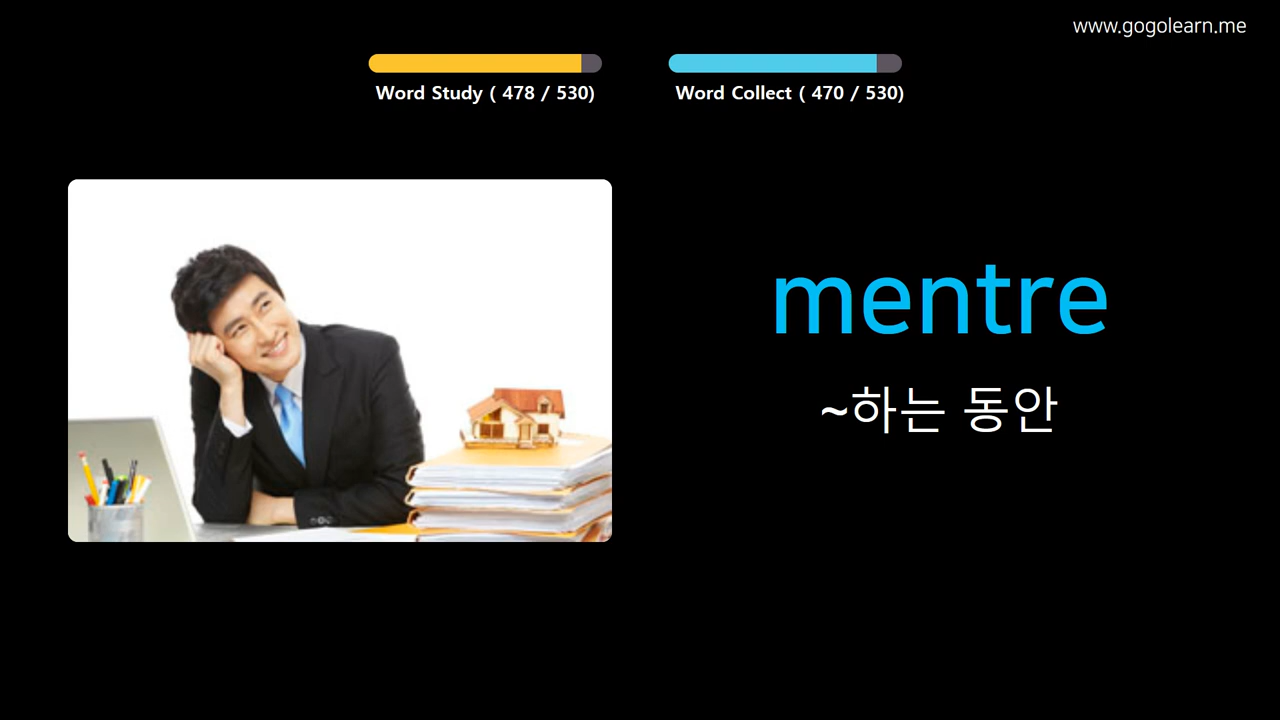 www.gogolearn.me
Word Study ( 478 / 530)
Word Collect ( 470 / 530)
mentre
~하는 동안